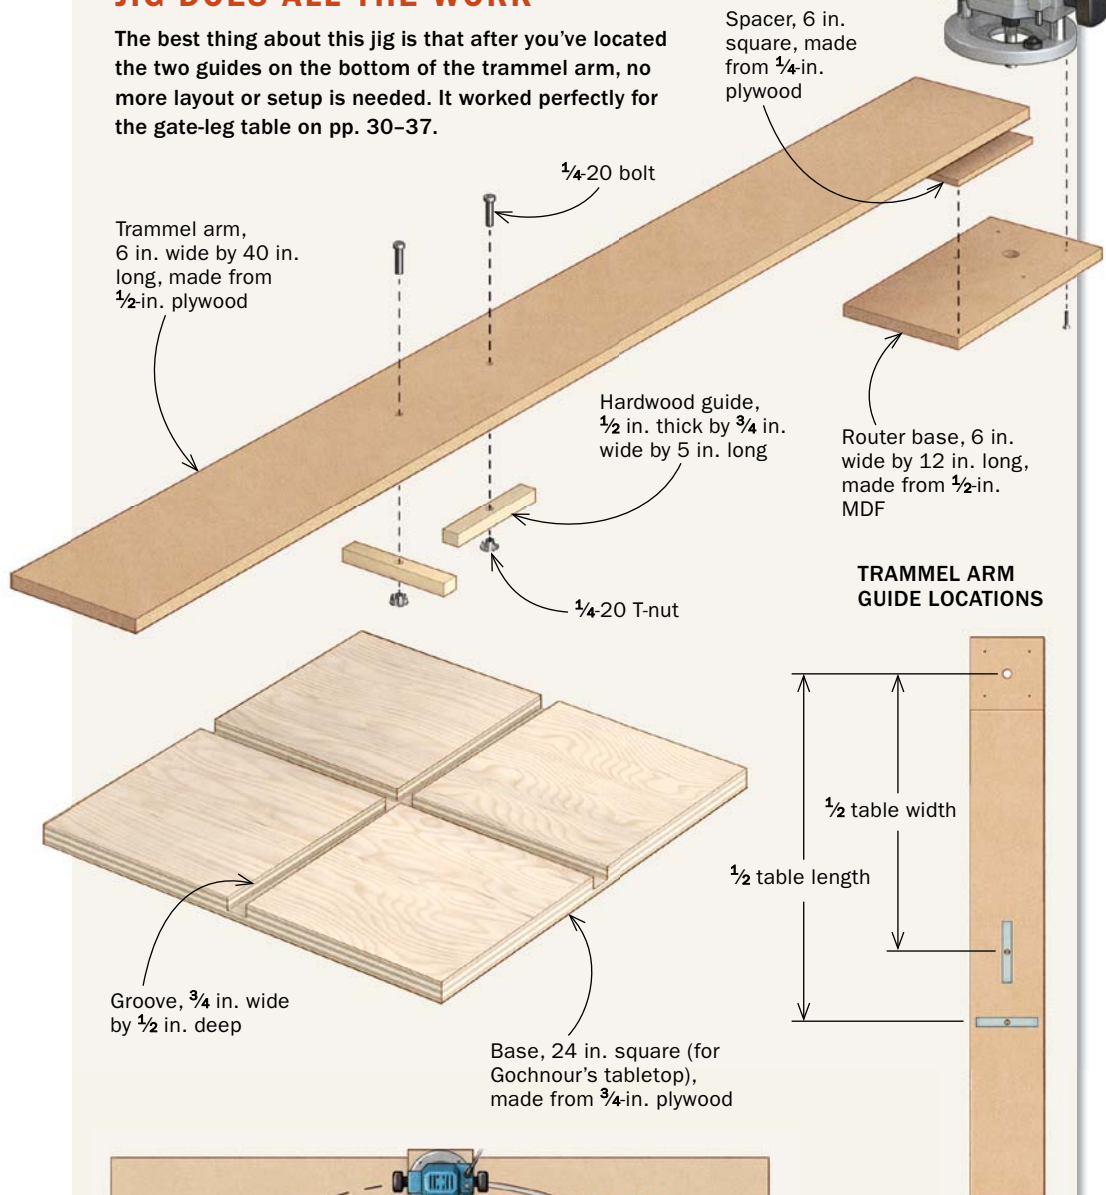 JIG DOES ALL THE WORK
The best thing about this jig is that after you’ve located
the two guides on the bottom of the trammel arm, no
more layout or setup is needed. It worked perfectly for
the gate-leg table on pp. 30–37.
Spacer, 6 in.
square, made
from 1⁄4-in.
plywood
1⁄4-20 bolt
Trammel arm,
6 in. wide by 40 in.
long, made from
1⁄2-in. plywood
Hardwood guide,
1⁄2 in. thick by 3⁄4 in.
wide by 5 in. long
Router base, 6 in.
wide by 12 in. long,
made from 1⁄2-in.
MDF
1⁄4-20 T-nut
TRAMMEL ARM
GUIDE LOCATIONS
1⁄2 table width
1⁄2 table length
Groove, 3⁄4 in. wide
by 1⁄2 in. deep
Base, 24 in. square (for
Gochnour’s tabletop),
made from 3⁄4-in. plywood